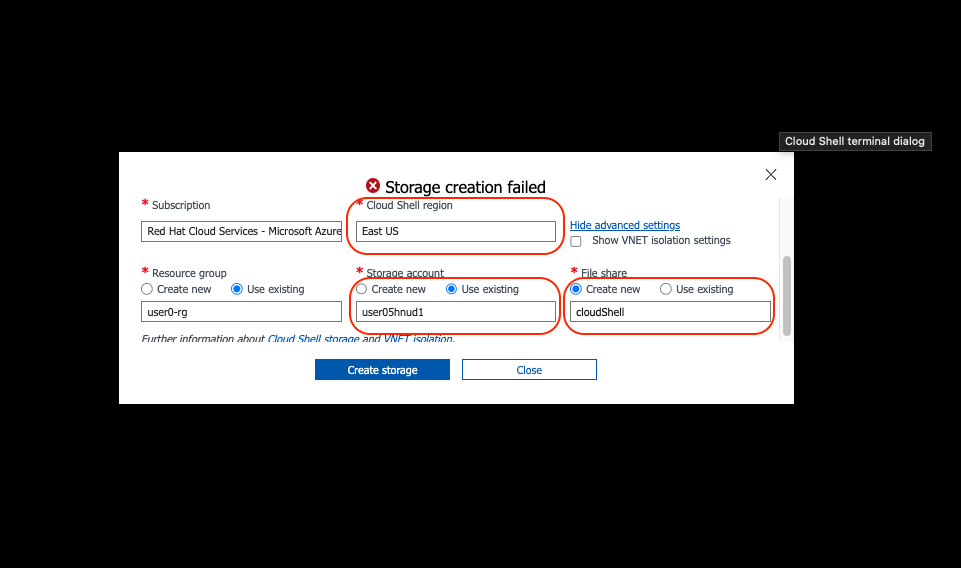 Cloud Shell terminal dialog
Storage creation failed
* Subscription
* Cloud Shell region
Red Hat Cloud Services - Microsoft Azure
East US
Hide advanced settings
Show VNET isolation settings
* Resource group
* Storage account
* File share
Create new
Use existing
Create new
Use existing
Create new
Use existing
user0-rg
user05hnud1
cloudShell
Further information about Cloud Shell storage and VNET isolation.
Create storage
Close